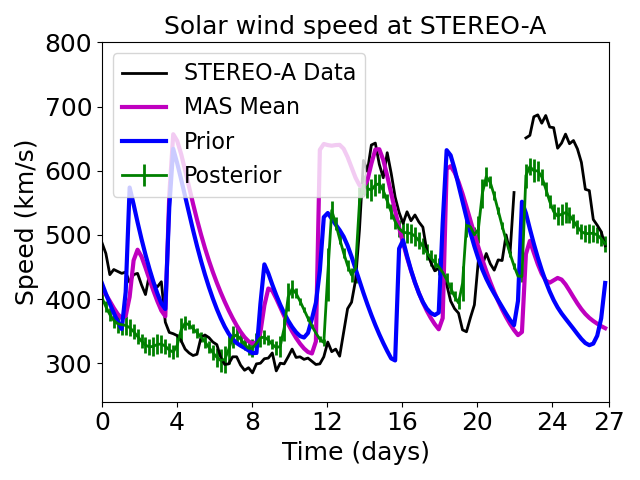 Solar wind speed at STEREO-A
800
700
600
500
400
300
Speed (km/s)
STEREO-A Data
MAS Mean
Prior
Posterior
0 4 8 12 16 20 24 27
Time (days)